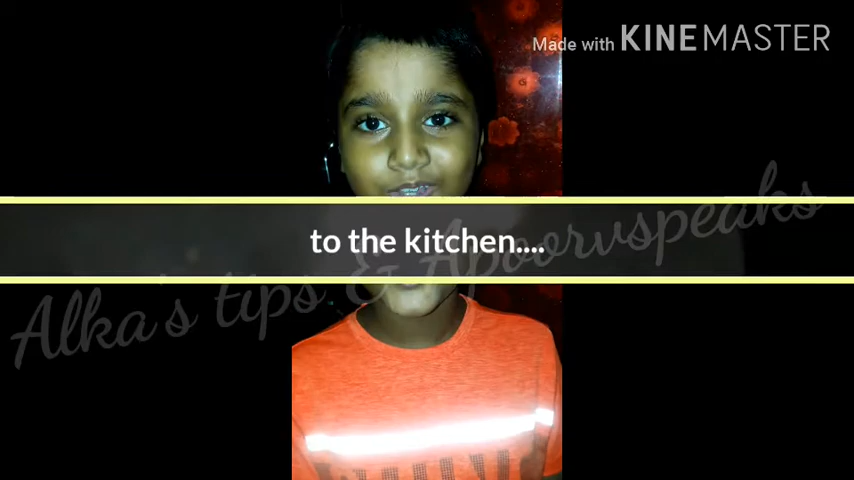 Made with KINEMASTER
to the kitchen....
Alka's tips & Apoorvspeaks